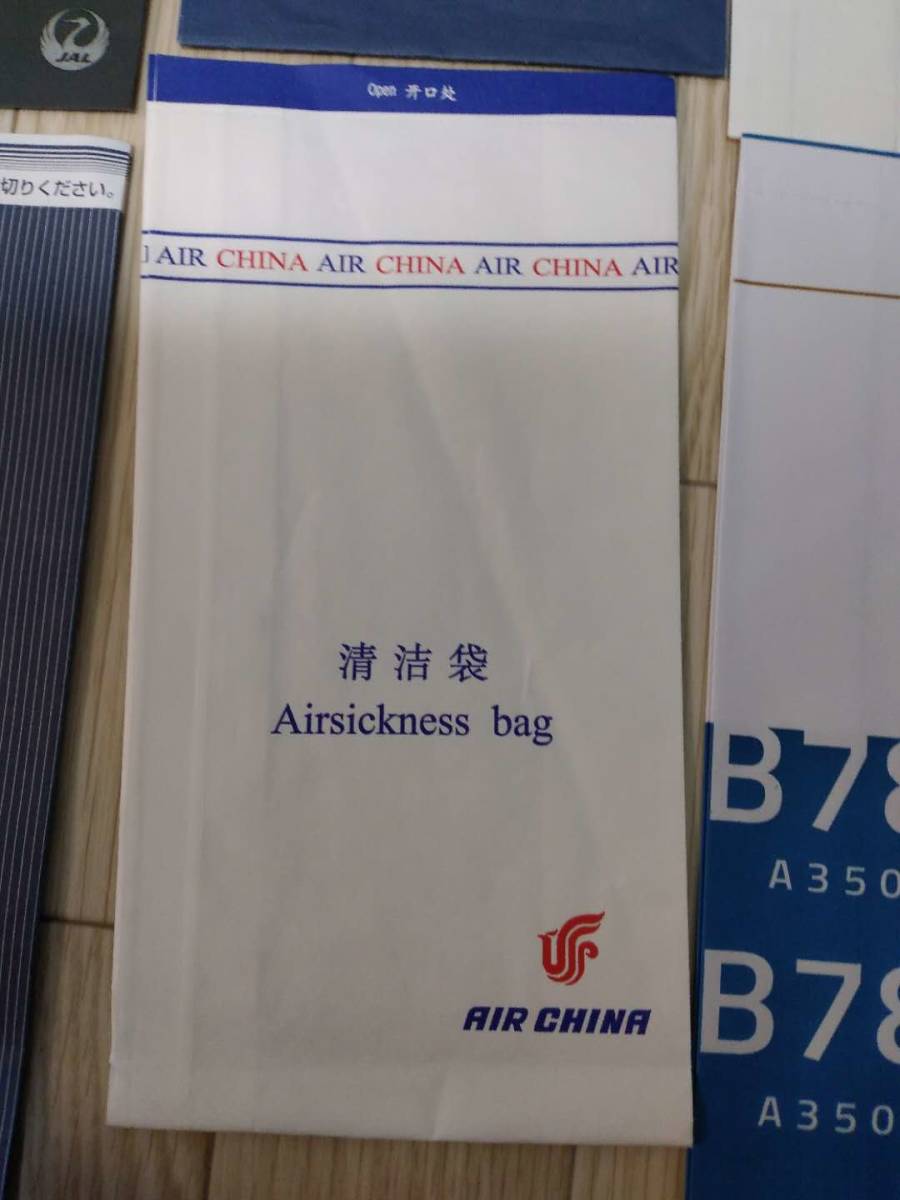 JAL
Open 开口处
切りください。
AIR CHINA AIR CHINA AIR CHINA AIR
清洁袋
Airsickness bag
B78
A350
AIR CHINA
B78
A350